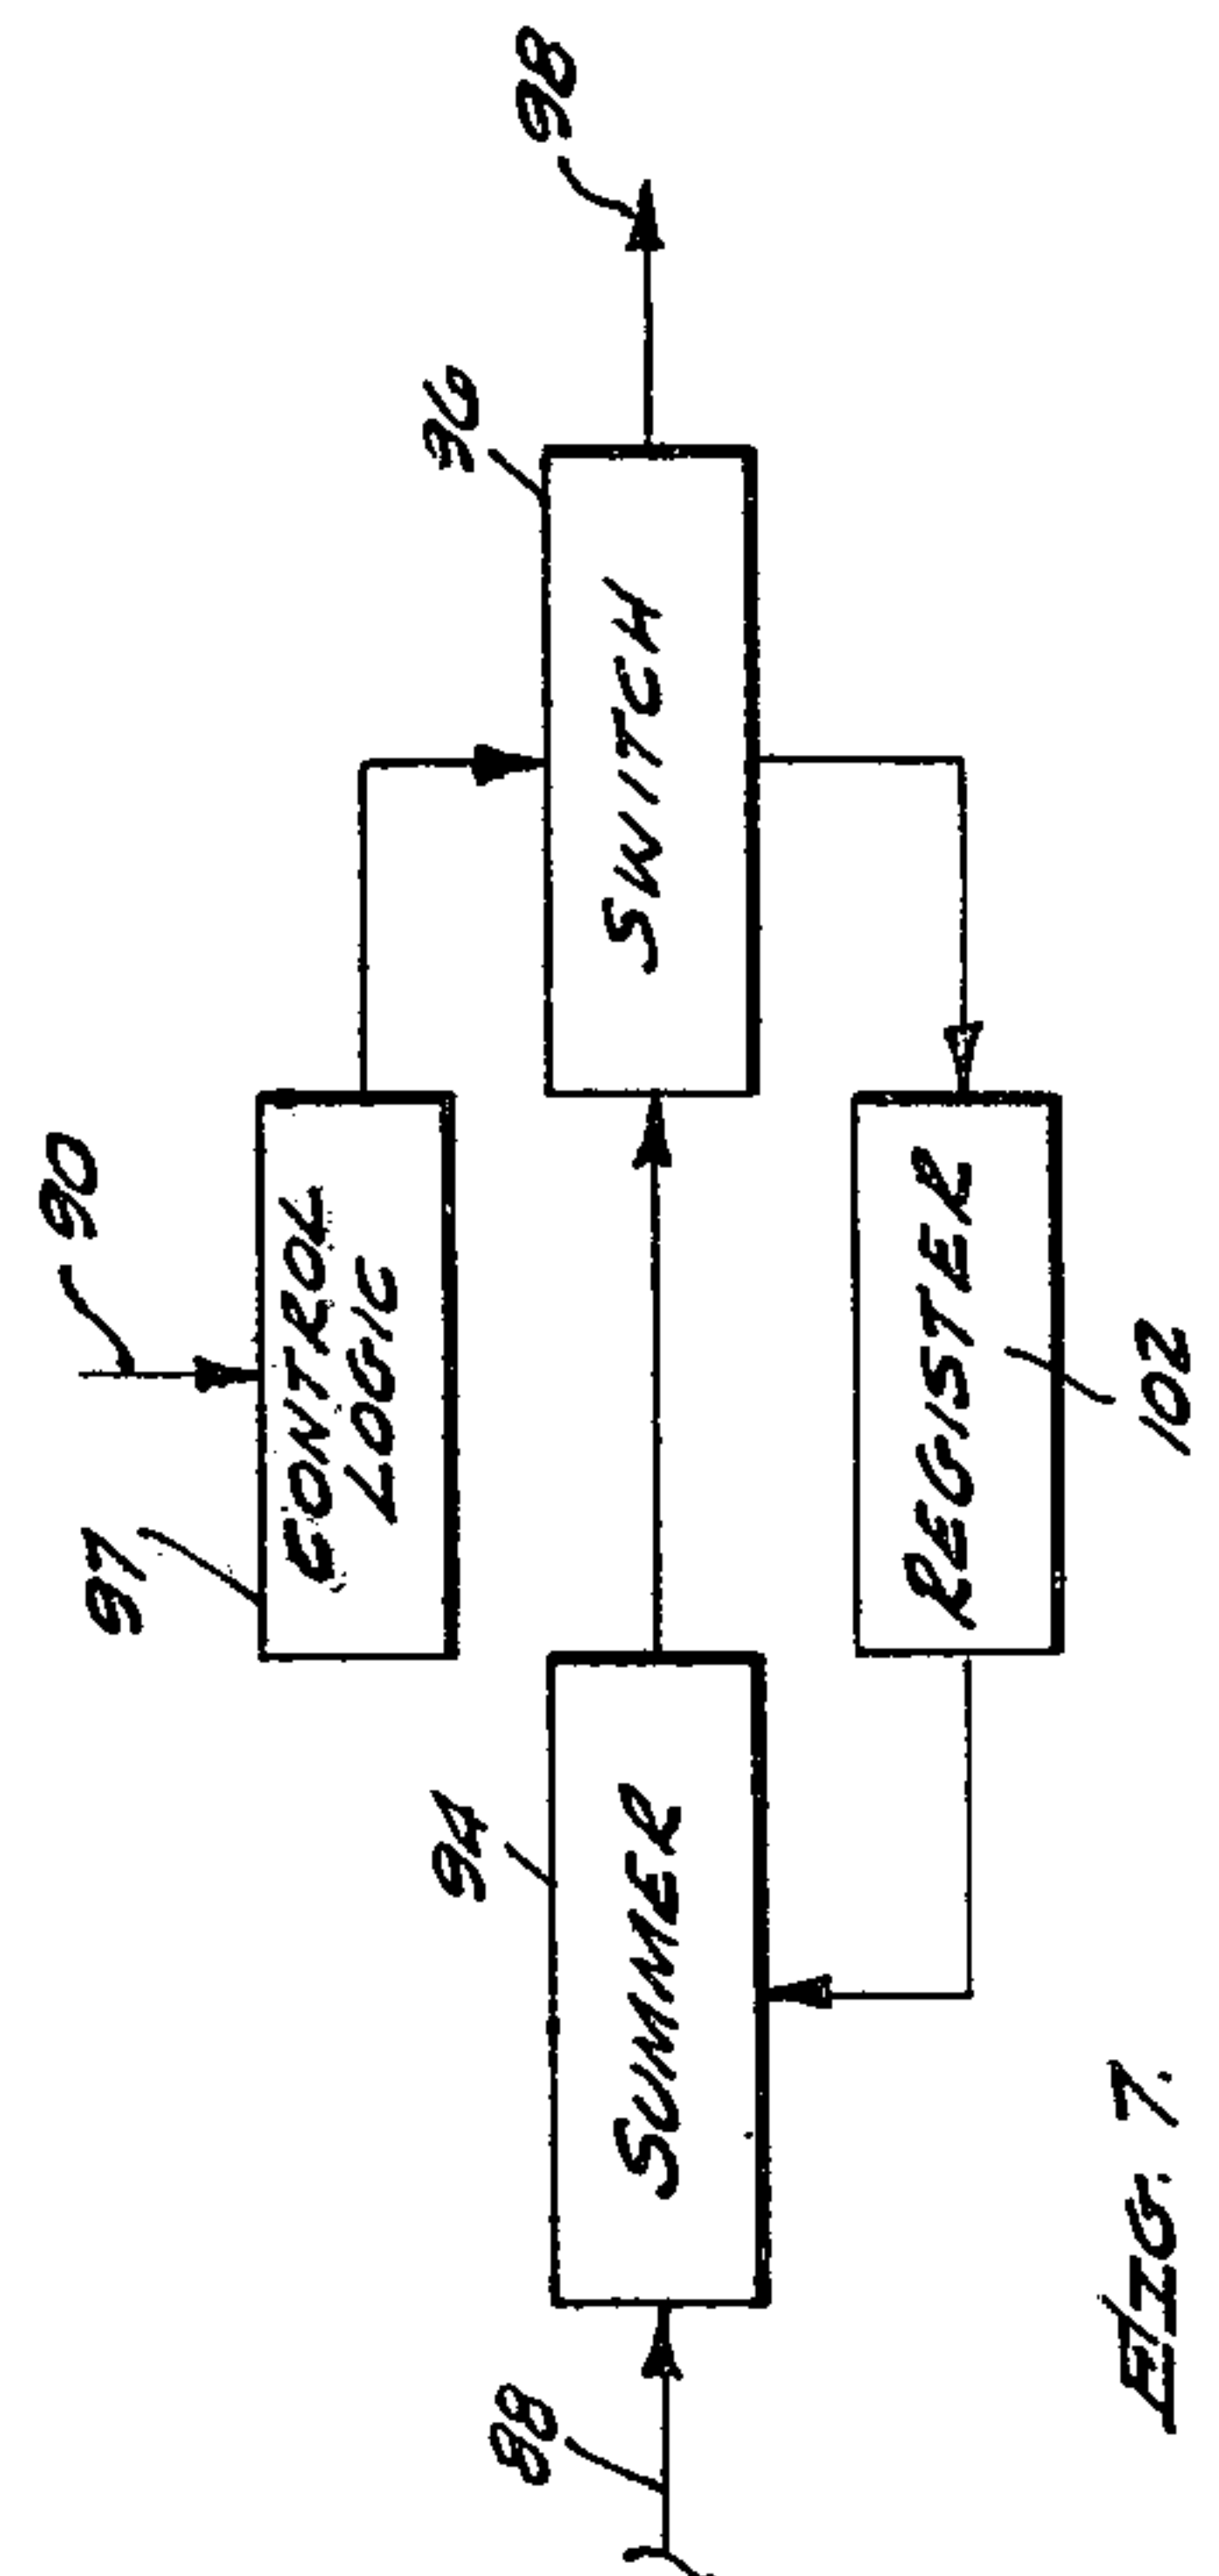 90
97
CONTROL
LOGIC
94
96
88
98
SUMMER
SWITCH
REGISTER
102
FIG. 7.